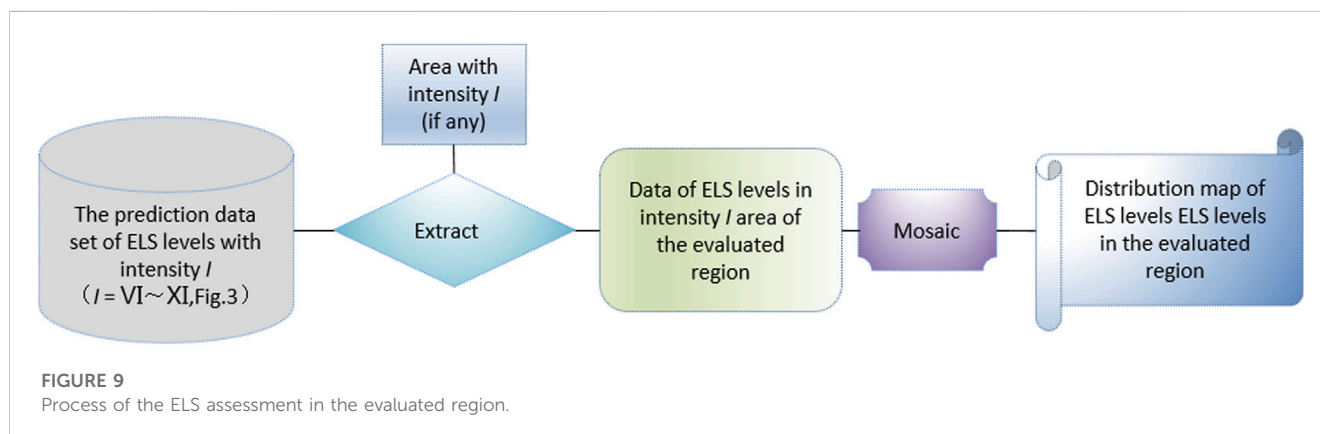 Area with
intensity I
(if any)
The prediction data
set of ELS levels with
intensity I
（I = VI～XI,Fig.3）
Extract
Data of ELS levels in
intensity I area of
the evaluated
region
Mosaic
Distribution map of
ELS levels ELS levels
in the evaluated
region
FIGURE 9
Process of the ELS assessment in the evaluated region.